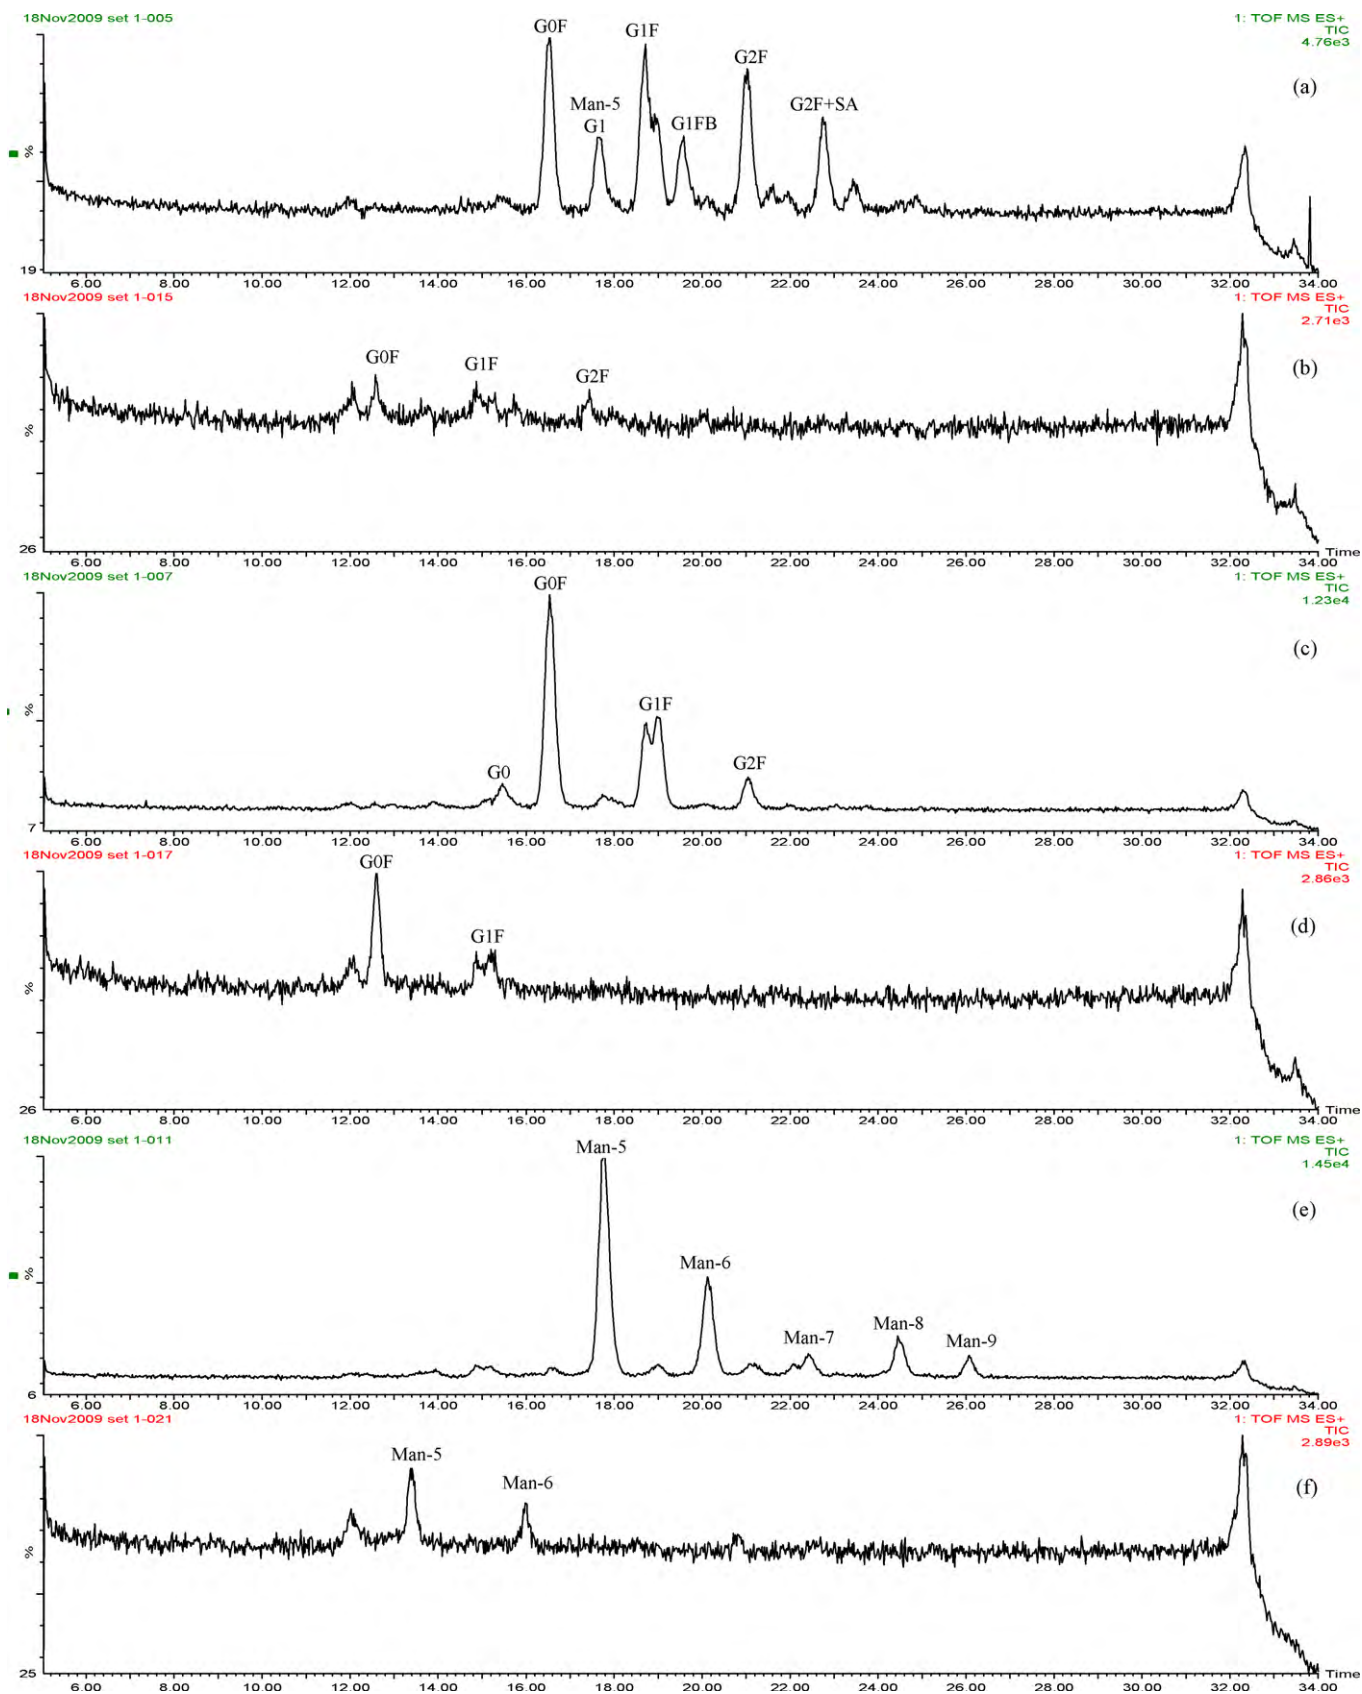 18Nov2009 set 1-005
1: TOF MS ES+
TIC
4.76e3
(a)
G0F
G1F
G2F
Man-5
G1
G1FB
G2F+SA
%
19
6.00 8.00 10.00 12.00 14.00 16.00 18.00 20.00 22.00 24.00 26.00 28.00 30.00 32.00 34.00
18Nov2009 set 1-015
1: TOF MS ES+
TIC
2.71e3
(b)
G0F
G1F
G2F
%
26
Time
6.00 8.00 10.00 12.00 14.00 16.00 18.00 20.00 22.00 24.00 26.00 28.00 30.00 32.00 34.00
18Nov2009 set 1-007
1: TOF MS ES+
TIC
1.23e4
(c)
G0F
G1F
G0
G2F
%
7
6.00 8.00 10.00 12.00 14.00 16.00 18.00 20.00 22.00 24.00 26.00 28.00 30.00 32.00 34.00
18Nov2009 set 1-017
1: TOF MS ES+
TIC
2.86e3
(d)
G0F
G1F
%
26
Time
6.00 8.00 10.00 12.00 14.00 16.00 18.00 20.00 22.00 24.00 26.00 28.00 30.00 32.00 34.00
18Nov2009 set 1-011
1: TOF MS ES+
TIC
1.45e4
(e)
Man-5
Man-6
Man-7
Man-8
Man-9
%
6
6.00 8.00 10.00 12.00 14.00 16.00 18.00 20.00 22.00 24.00 26.00 28.00 30.00 32.00 34.00
18Nov2009 set 1-021
1: TOF MS ES+
TIC
2.89e3
(f)
Man-5
Man-6
%
25
Time
6.00 8.00 10.00 12.00 14.00 16.00 18.00 20.00 22.00 24.00 26.00 28.00 30.00 32.00 34.00